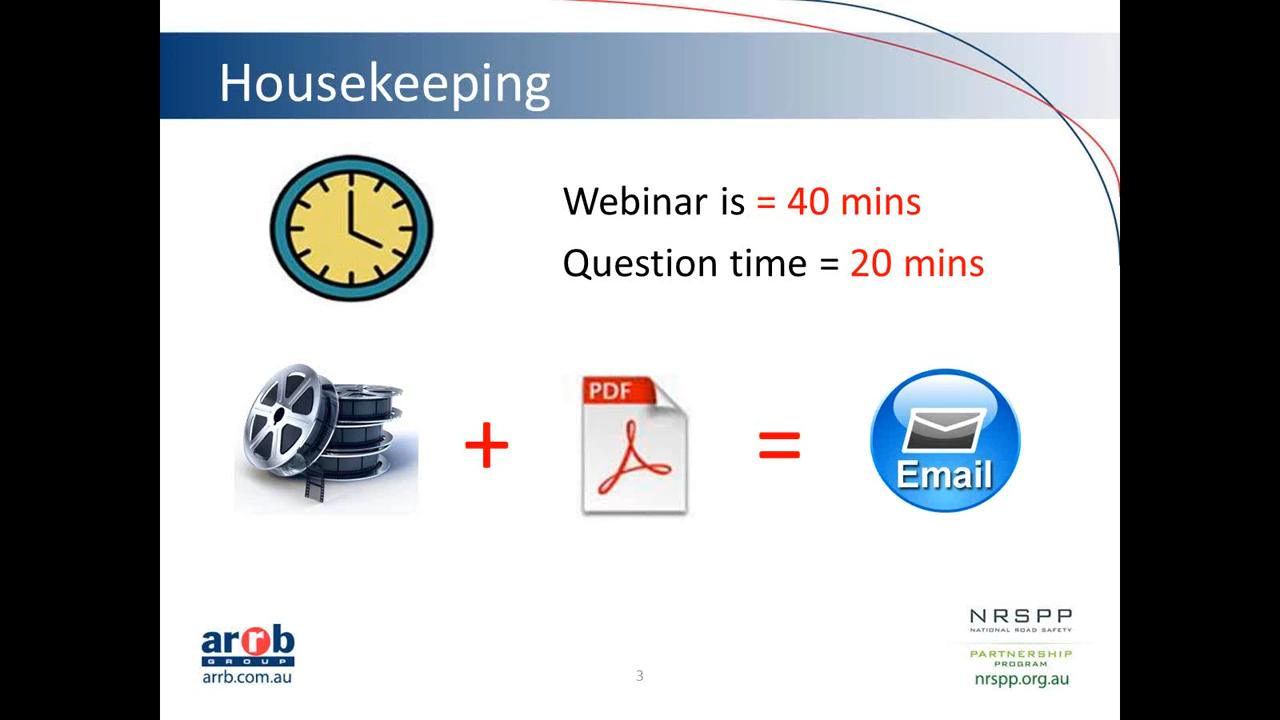 Housekeeping
Webinar is = 40 mins
Question time = 20 mins
+
PDF
=
Email
arrb
GROUP
arrb.com.au
3
NRSPP
NATIONAL ROAD SAFETY
PARTNERSHIP
PROGRAM
nrspp.org.au